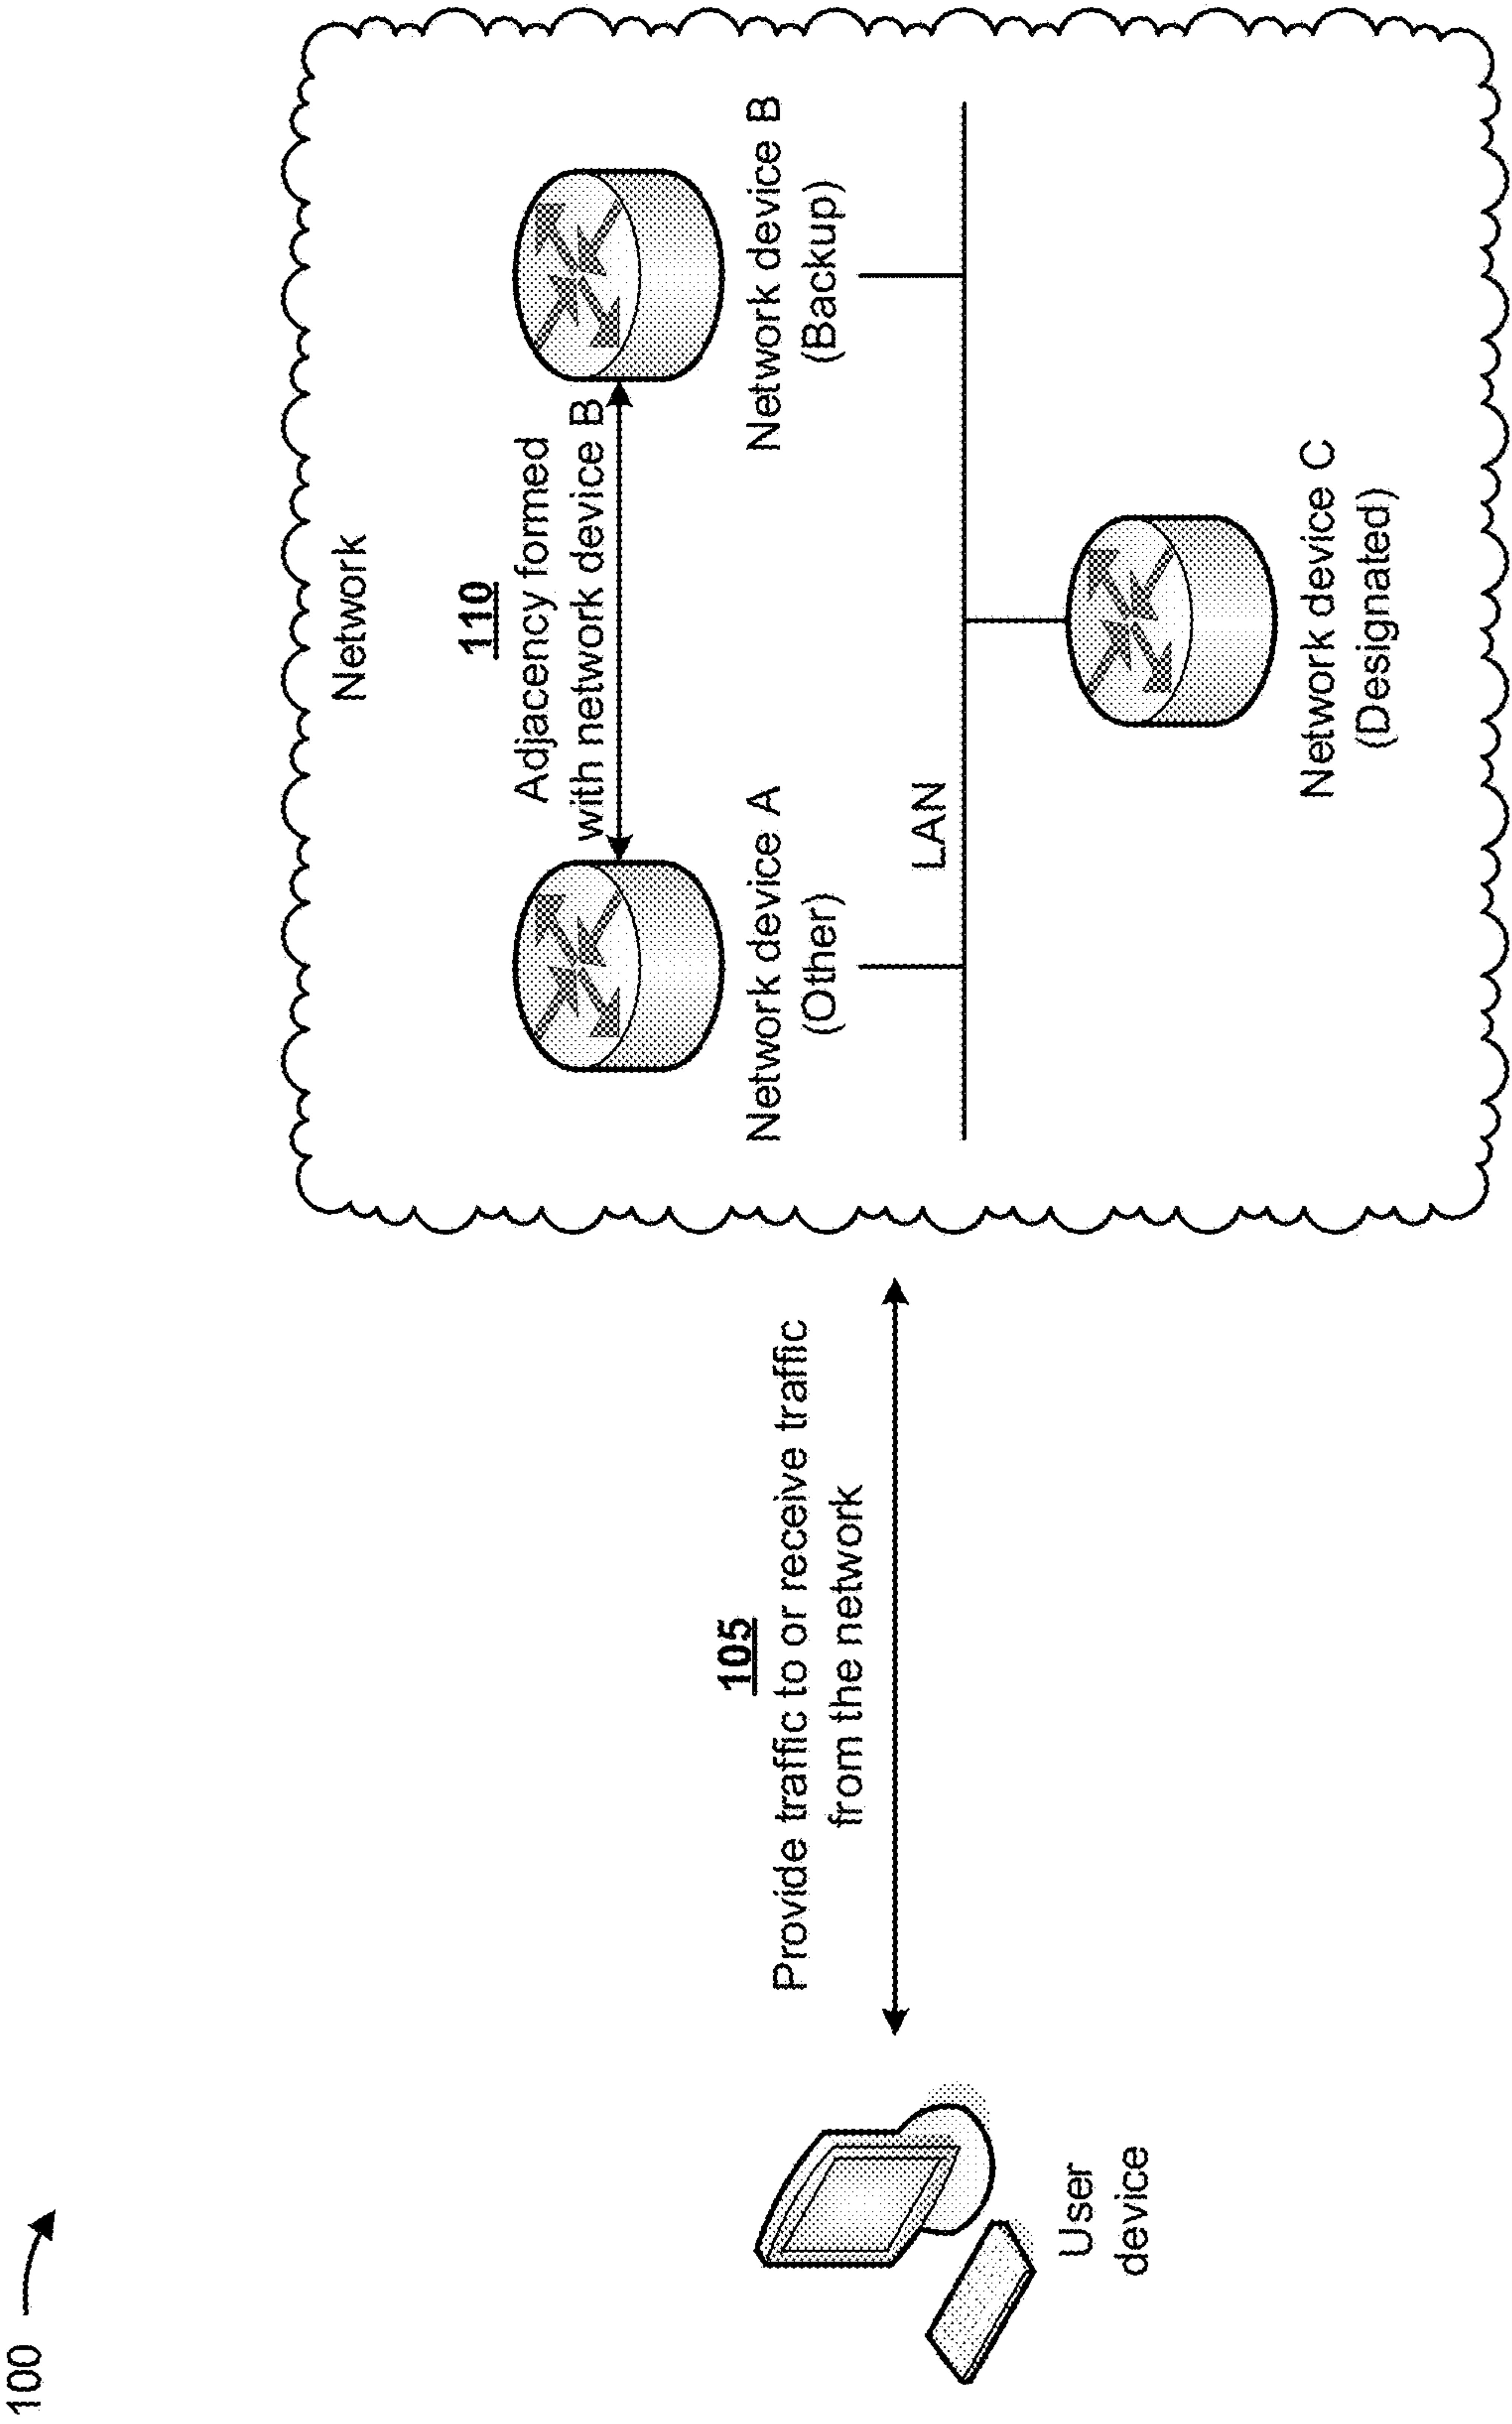 100
Network
110
Adjacency formed
with network device B
Network device A
(Other)
Network device B
(Backup)
LAN
Network device C
(Designated)
105
Provide traffic to or receive traffic
from the network
User
device